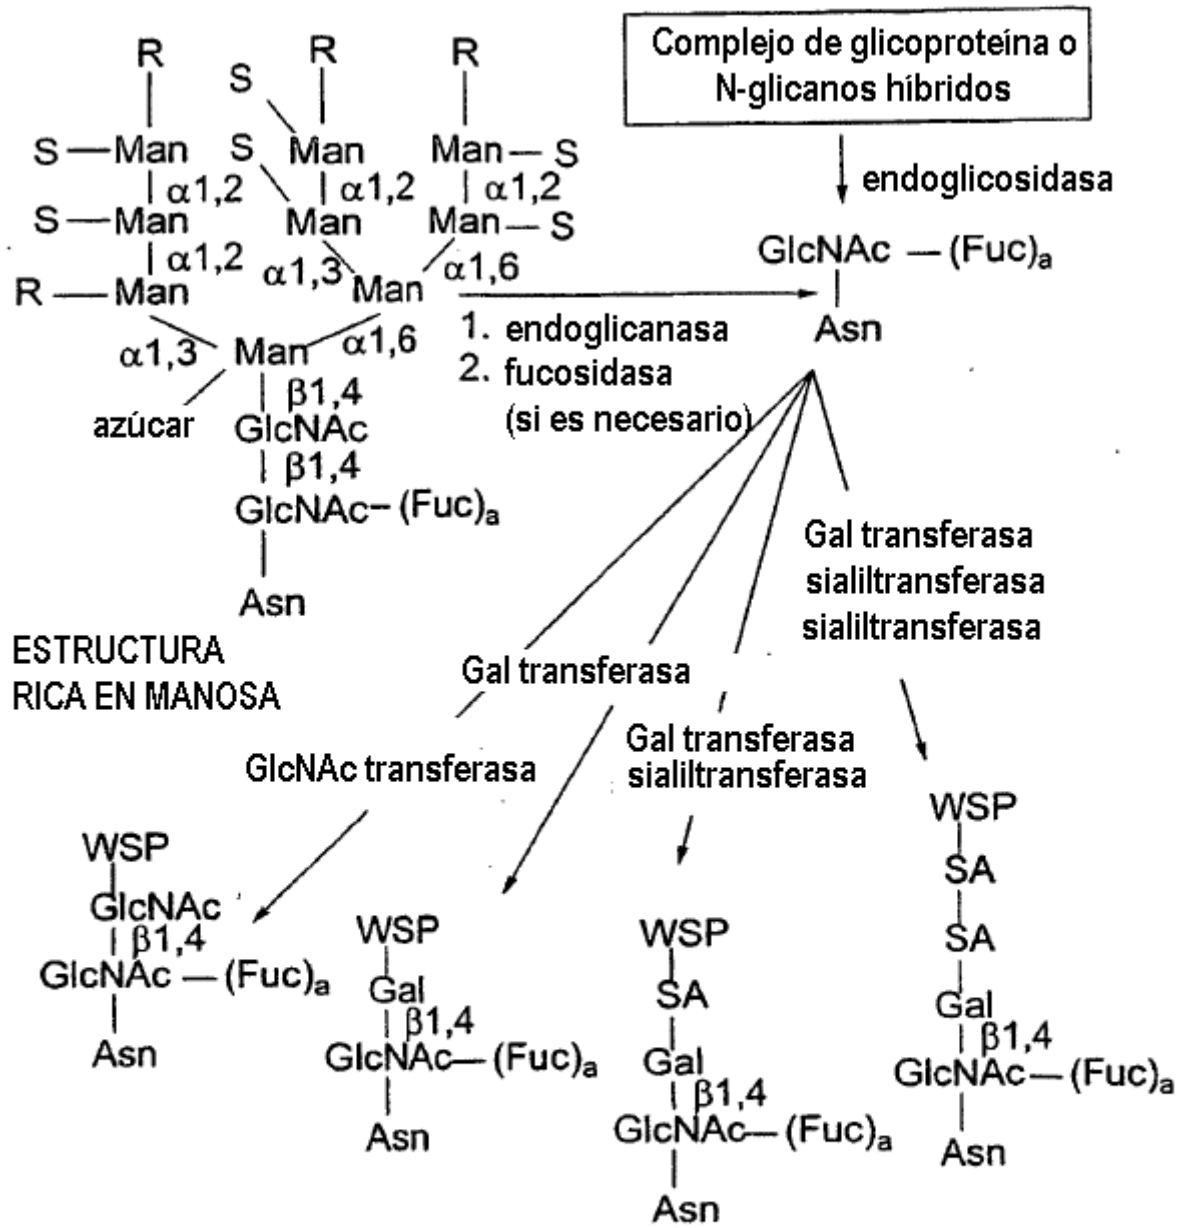 R R R
S
S Man S Man Man S
α1,2 α1,2 α1,2
S Man Man Man S
α1,2 α1,3 α1,6
R Man Man
α1,3 Man α1,6
azúcar
β1,4
GlcNAc
β1,4
GlcNAc (Fuc)a
Asn
ESTRUCTURA
RICA EN MANOSA
Complejo de glicoproteína o
N-glicanos híbridos
endoglicosidasa
GlcNAc (Fuc)a
Asn
1. endoglicanasa
2. fucosidasa
(si es necesario)
GlcNAc transferasa
Gal transferasa
Gal transferasa
sialiltransferasa
Gal transferasa
sialiltransferasa
sialiltransferasa
WSP
GlcNAc
β1,4
GlcNAc (Fuc)a
Asn
WSP
Gal
β1,4
GlcNAc (Fuc)a
Asn
WSP
SA
Gal
β1,4
GlcNAc (Fuc)a
Asn
WSP
SA
SA
Gal
β1,4
GlcNAc (Fuc)a
Asn